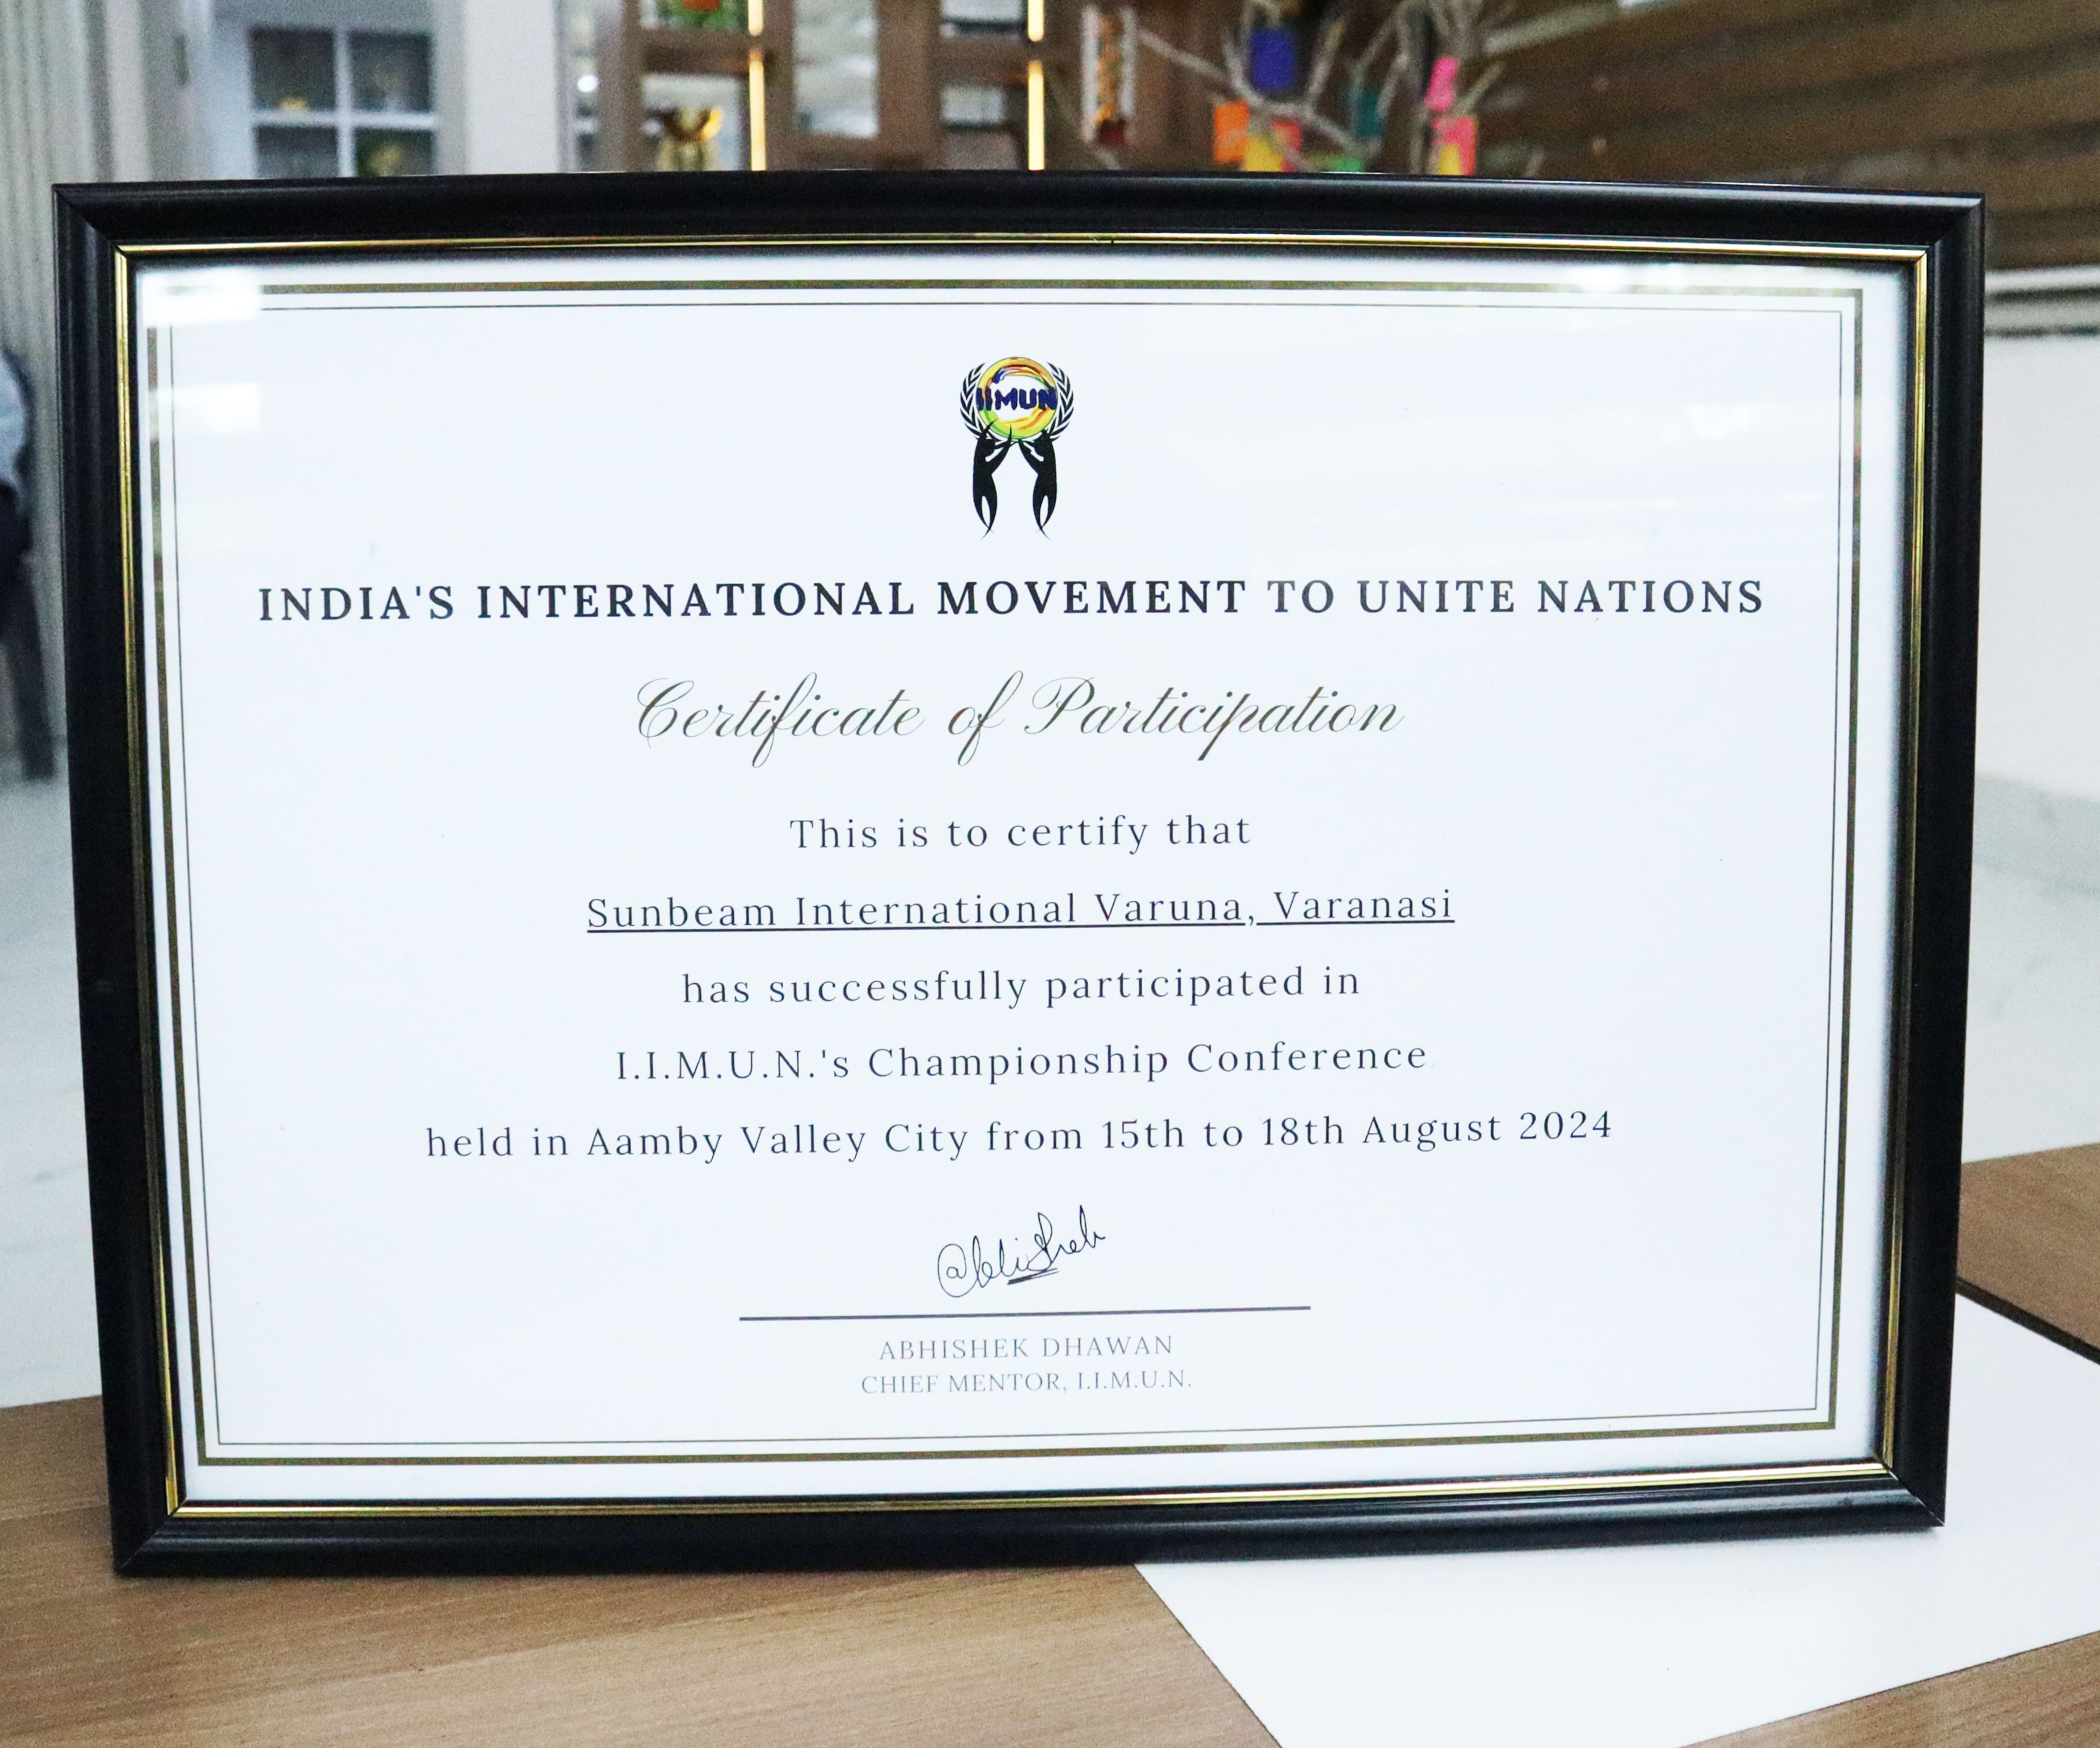 IIMUN
INDIA'S INTERNATIONAL MOVEMENT TO UNITE NATIONS
Certificate of Participation
This is to certify that
Sunbeam International Varuna, Varanasi
has successfully participated in
I.I.M.U.N.'s Championship Conference
held in Aamby Valley City from 15th to 18th August 2024
Abhishek
ABHISHEK DHAWAN
CHIEF MENTOR, I.I.M.U.N.